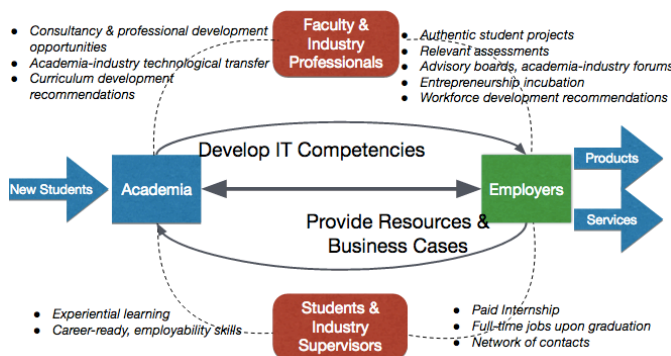 • Consultancy & professional development
opportunities
• Academia-industry technological transfer
• Curriculum development
recommendations
Faculty &
Industry
Professionals
• Authentic student projects
• Relevant assessments
• Advisory boards, academia-industry forums
• Entrepreneurship incubation
• Workforce development recommendations
Develop IT Competencies
New Students
Academia
Employers
Products
Services
Provide Resources &
Business Cases
• Experiential learning
• Career-ready, employability skills
Students &
Industry
Supervisors
• Paid Internship
• Full-time jobs upon graduation
• Network of contacts